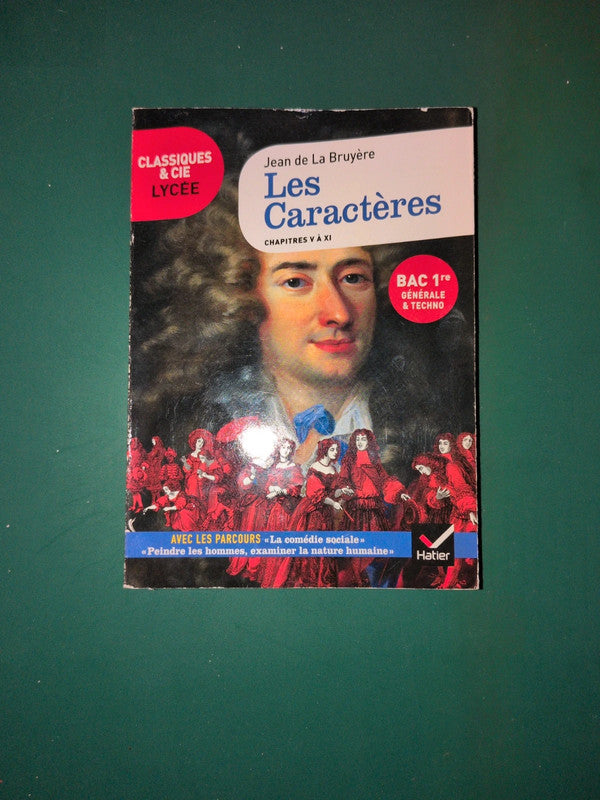 CLASSIQUES
& CIE
LYCÉE
Jean de La Bruyère
Les
Caractères
CHAPITRES V À XI
BAC 1re
GÉNÉRALE
& TECHNO
AVEC LES PARCOURS «La comédie sociale»
«Peindre les hommes, examiner la nature humaine»
Hatier